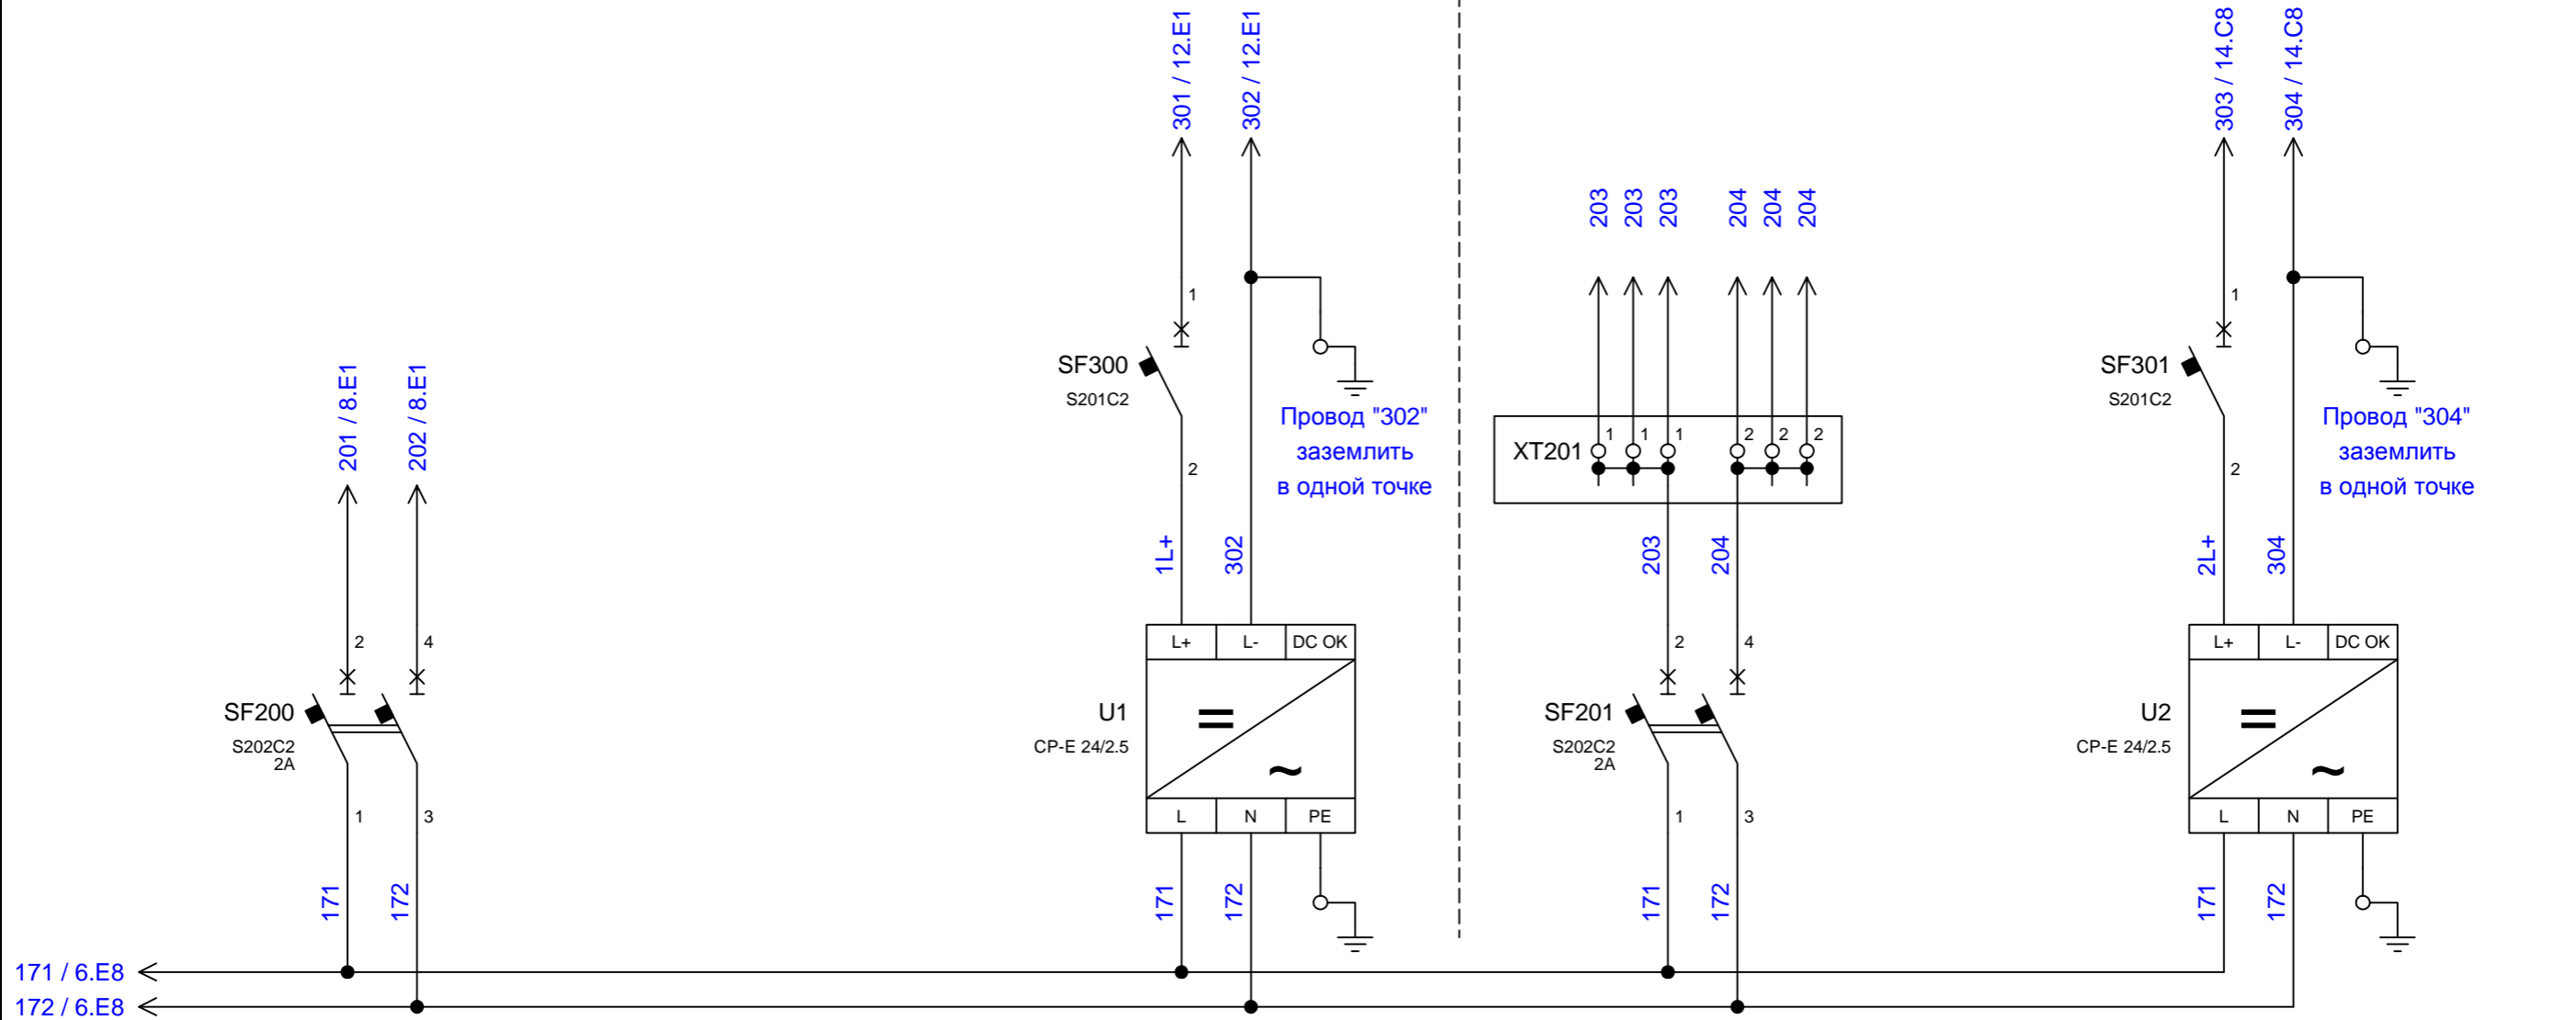 301 / 12.E1
302 / 12.E1
303 / 14.C8
304 / 14.C8
203
203
203
204
204
204
1
1
SF300
S201C2
SF301
S201C2
201 / 8.E1
202 / 8.E1
Провод "302"
заземлить
в одной точке
Провод "304"
заземлить
в одной точке
XT201
1
1
1
2
2
2
2
2
1L+
302
203
204
2L+
304
2
4
L+
L-
DC OK
2
4
L+
L-
DC OK
SF200
S202C2
2A
U1
CP-E 24/2.5
=
~
SF201
S202C2
2A
U2
CP-E 24/2.5
=
~
1
3
L
N
PE
1
3
L
N
PE
171
172
171
172
171
172
171
172
171 / 6.E8
172 / 6.E8